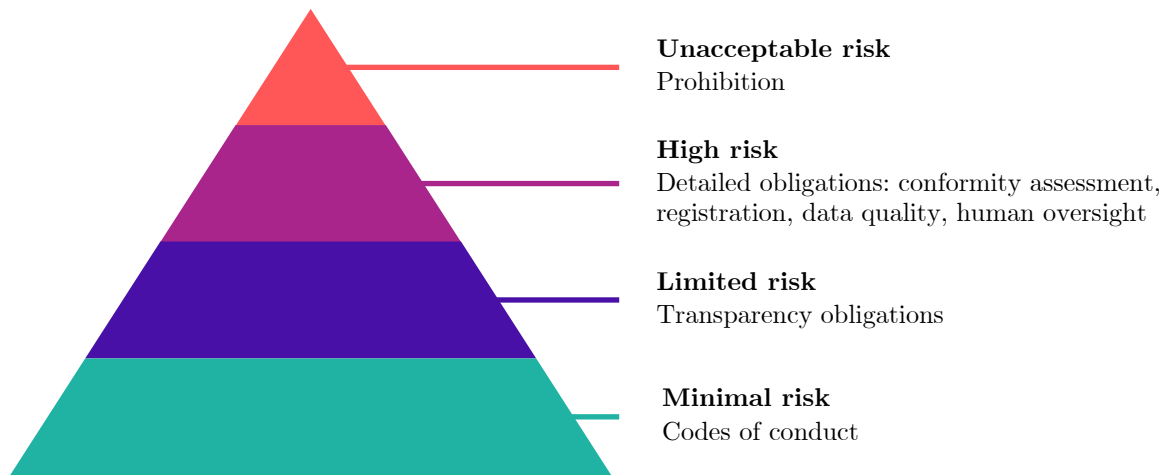 Unacceptable risk
Prohibition
High risk
Detailed obligations: conformity assessment,
registration, data quality, human oversight
Limited risk
Transparency obligations
Minimal risk
Codes of conduct